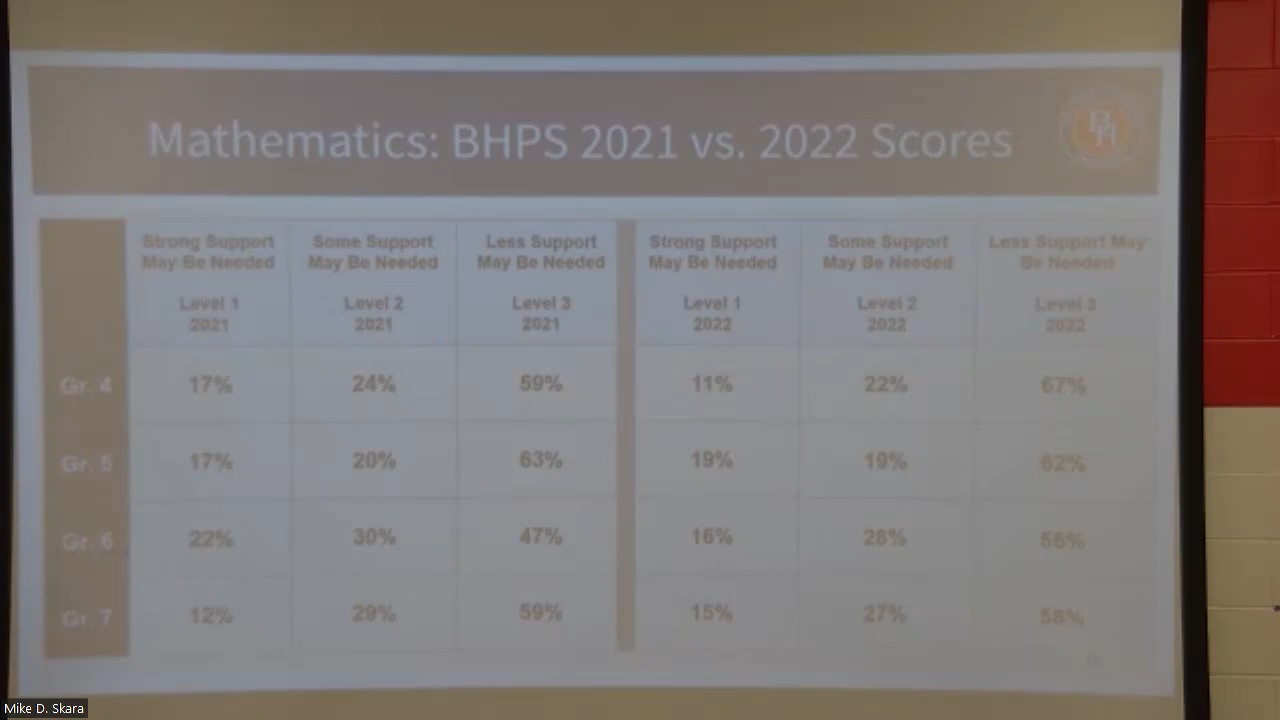 Mathematics: BHPS 2021 vs. 2022 Scores
BH
Strong Support May Be Needed Level 1 2021
Some Support May Be Needed Level 2 2021
Less Support May Be Needed Level 3 2021
Strong Support May Be Needed Level 1 2022
Some Support May Be Needed Level 2 2022
Less Support May Be Needed Level 3 2022
Gr. 4 17% 24% 59% 11% 22% 67%
Gr. 5 17% 20% 63% 19% 19% 62%
Gr. 6 22% 30% 47% 16% 28%
Gr. 7 12% 29% 59% 15% 27% 58%
Mike D. Skara